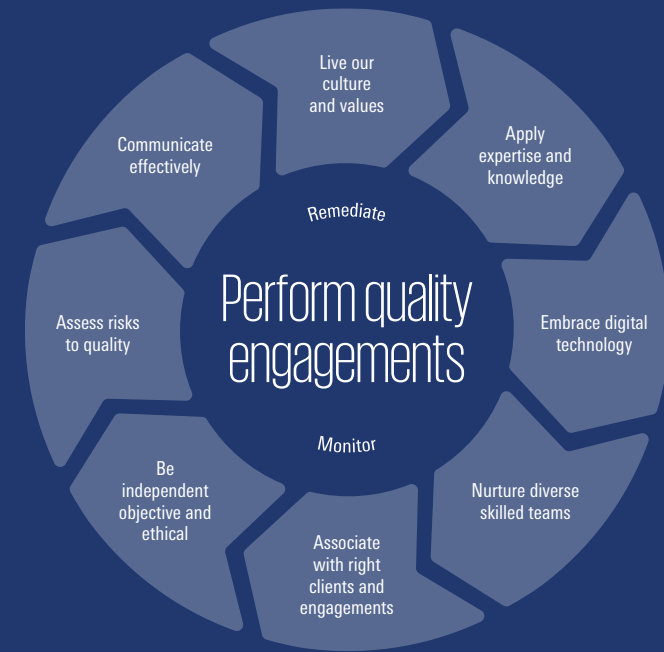 Live our
culture
and values
Apply
expertise and
knowledge
Embrace digital
technology
Nurture diverse
skilled teams
Associate
with right
clients and
engagements
Be
independent
objective and
ethical
Assess risks
to quality
Communicate
effectively
Remediate
Perform quality
engagements
Monitor